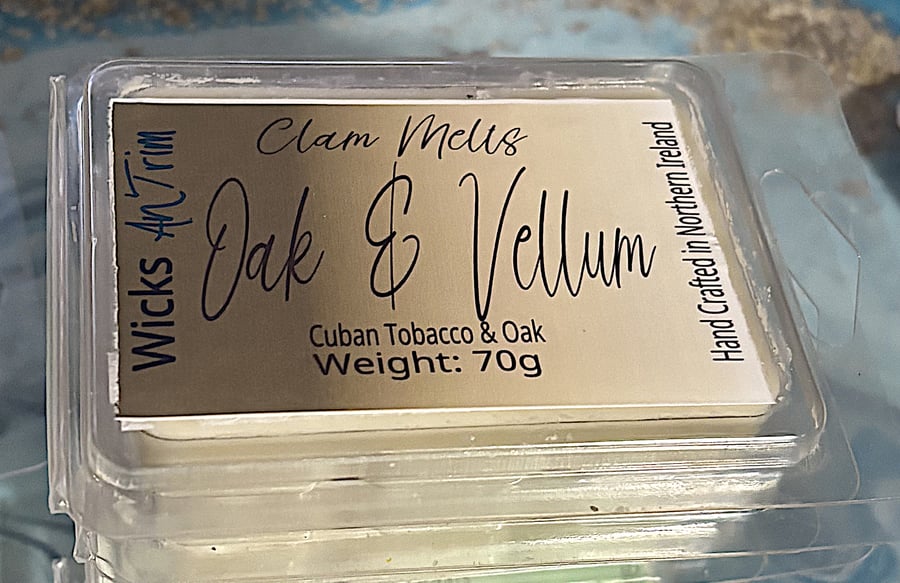 Clam Melts
Oak & Vellum
Cuban Tobacco & Oak
Weight: 70g
Wicks AnTrim
Hand Crafted in Northern Ireland